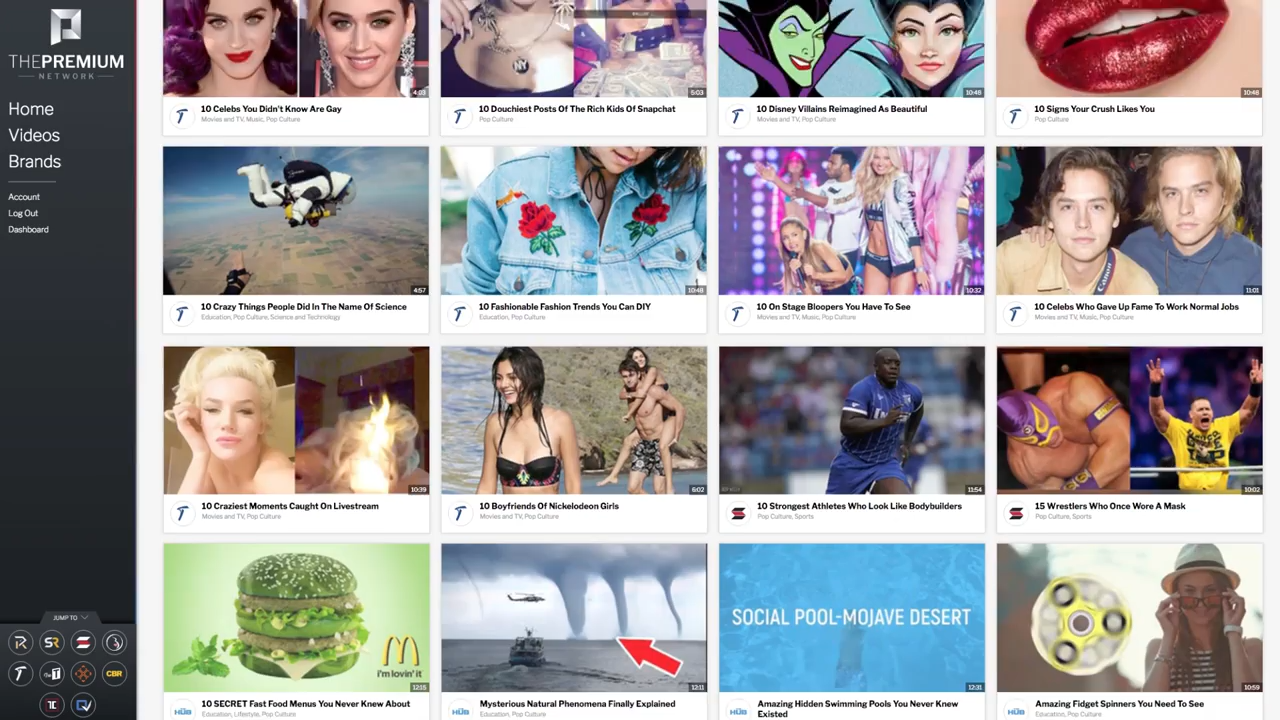 THEPREMIUM
NETWORK
Home
Videos
Brands
Account
Log Out
Dashboard
JUMP TO
R
SR
S
T
THE T
CBR
TC
4:03
5:03
10:48
10:48
10 Celebs You Didn't Know Are Gay
Movies and TV, Music, Pop Culture
10 Douchiest Posts Of The Rich Kids Of Snapchat
Pop Culture
10 Disney Villains Reimagined As Beautiful
Movies and TV, Pop Culture
10 Signs Your Crush Likes You
Pop Culture
4:57
10:48
10:32
Canon
11:01
10 Crazy Things People Did In The Name Of Science
Education, Pop Culture, Science and Technology
10 Fashionable Fashion Trends You Can DIY
Education, Pop Culture
10 On Stage Bloopers You Have To See
Movies and TV, Music, Pop Culture
10 Celebs Who Gave Up Fame To Work Normal Jobs
Movies and TV, Music, Pop Culture
10:39
6:02
11:54
10:02
10 Craziest Moments Caught On Livestream
Movies and TV, Pop Culture
10 Boyfriends Of Nickelodeon Girls
Movies and TV, Pop Culture
10 Strongest Athletes Who Look Like Bodybuilders
Pop Culture, Sports
15 Wrestlers Who Once Wore A Mask
Pop Culture, Sports
i'm lovin' it
12:15
12:11
SOCIAL POOL-MOJAVE DESERT
12:31
10:59
HUB
10 SECRET Fast Food Menus You Never Knew About
Education, Lifestyle, Pop Culture
HUB
Mysterious Natural Phenomena Finally Explained
Education, Pop Culture
HUB
Amazing Hidden Swimming Pools You Never Knew
Existed
HUB
Amazing Fidget Spinners You Need To See
Education, Pop Culture